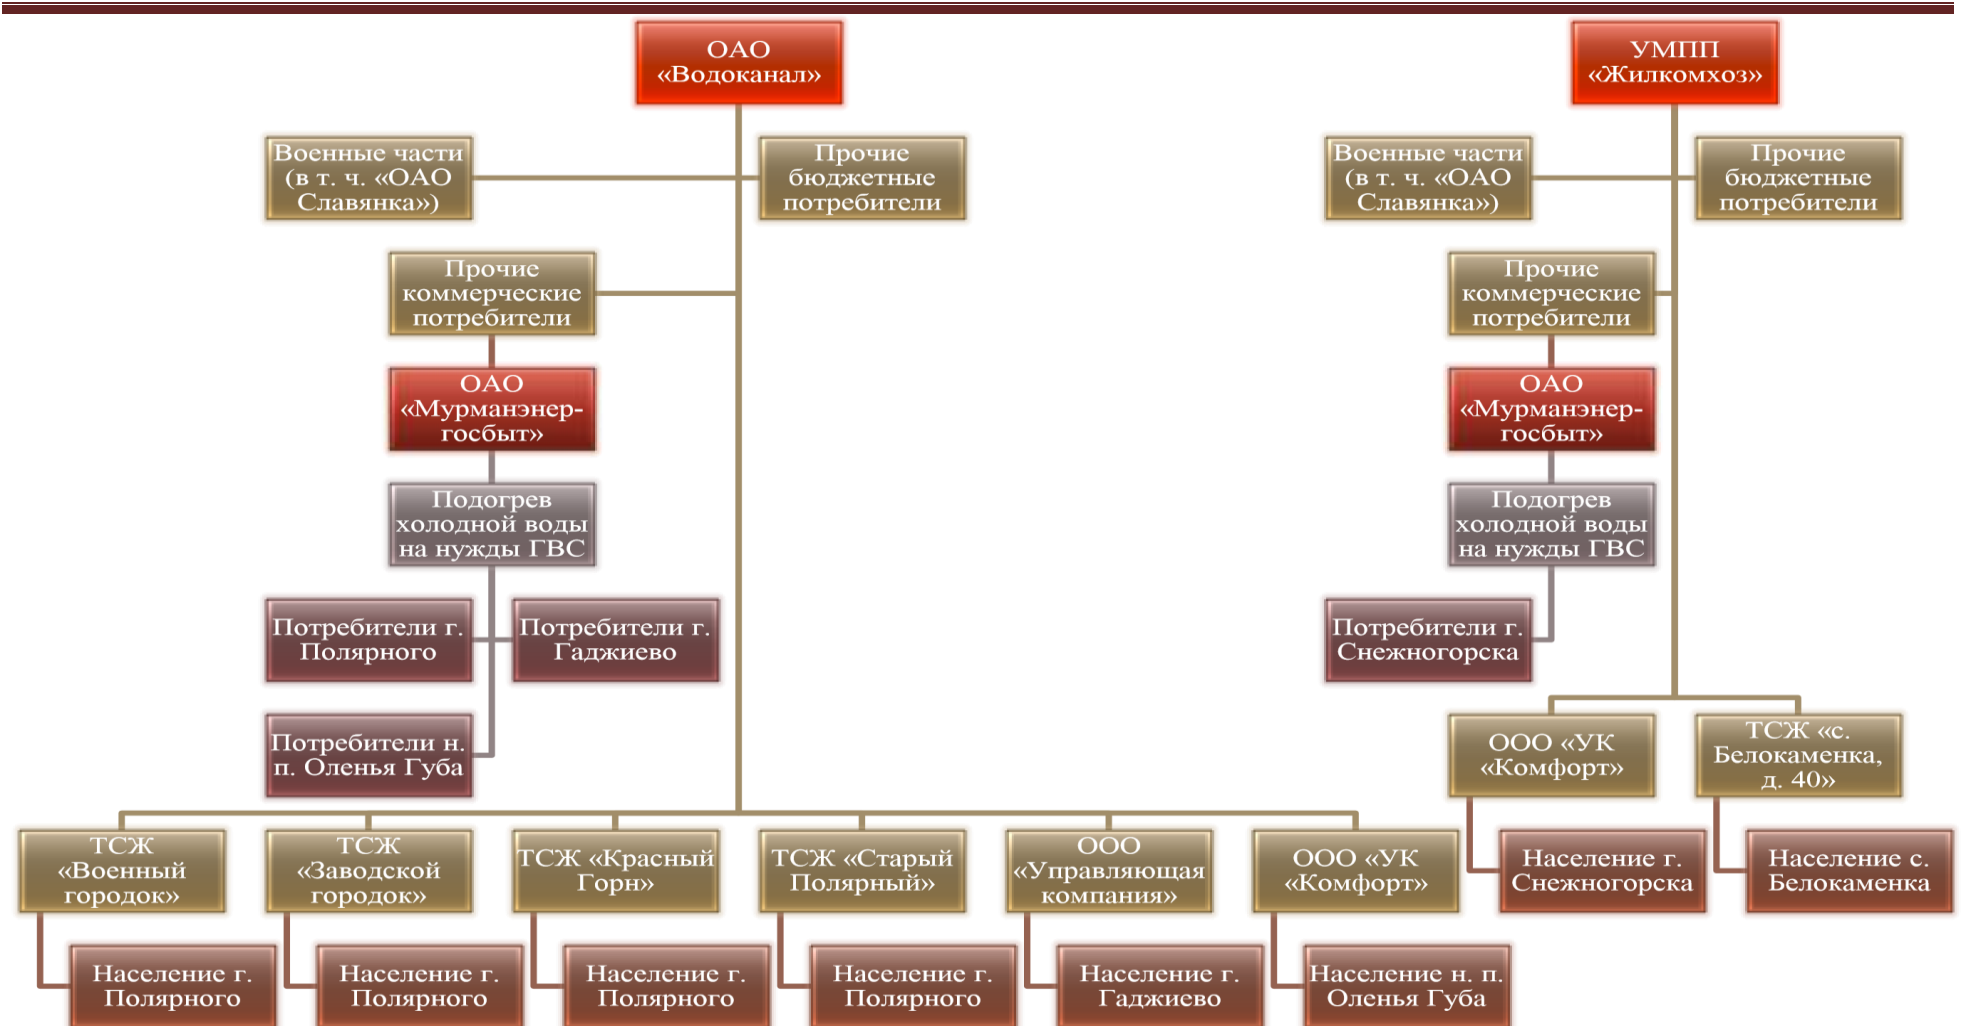 ОАО
«Водоканал»
УМПП
«Жилкомхоз»
Военные части
(в т. ч. «ОАО
Славянка»)
Прочие
бюджетные
потребители
Военные части
(в т. ч. «ОАО
Славянка»)
Прочие
бюджетные
потребители
Прочие
коммерческие
потребители
Прочие
коммерческие
потребители
ОАО
«Мурманэнер-
госбыт»
ОАО
«Мурманэнер-
госбыт»
Подогрев
холодной воды
на нужды ГВС
Подогрев
холодной воды
на нужды ГВС
Потребители г.
Полярного
Потребители г.
Гаджиево
Потребители г.
Снежногорска
Потребители н.
п. Оленья Губа
ООО «УК
«Комфорт»
ТСЖ «с.
Белокаменка,
д. 40»
ТСЖ
«Военный
городок»
ТСЖ
«Заводской
городок»
ТСЖ «Красный
Горн»
ТСЖ «Старый
Полярный»
ООО
«Управляющая
компания»
ООО «УК
«Комфорт»
Население г.
Снежногорска
Население с.
Белокаменка
Население г.
Полярного
Население г.
Полярного
Население г.
Полярного
Население г.
Полярного
Население г.
Гаджиево
Население н. п.
Оленья Губа